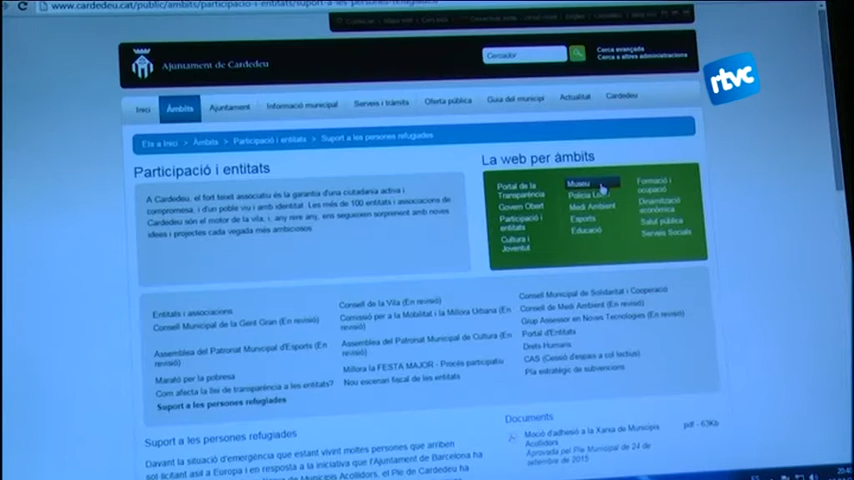 www.cardedeu.cat/public/ambits/participacio-i-entitats/suport-a-les-persones-refugiades
Ajuntament de Cardedeu
Cercador
Cerca avançada
Cerca a altres administracions
rtvc
Inici Àmbits Ajuntament Informació municipal Serveis i tràmits Oferta pública Guia del municipi Actualitat Cardedeu
Ets a Inici > Àmbits > Participació i entitats > Suport a les persones refugiades
Participació i entitats
A Cardedeu, el fort teixit associatiu és la garantia d'una ciutadania activa i
compromesa, i d'un poble viu i amb identitat. Les més de 100 entitats i associacions de
Cardedeu són el motor de la vila, i, any rere any, ens segueixen sorprenent amb noves
idees i projectes cada vegada més ambiciosos.
La web per àmbits
Portal de la
Transparència
Govern Obert
Participació i
entitats
Cultura i
Joventut
Museu
Policia
Medi Ambient
Esports
Educació
Formació i
ocupació
Dinamització
econòmica
Salut pública
Serveis Socials
Entitats i associacions
Consell Municipal de la Gent Gran (En revisió)
Assemblea del Patronat Municipal d'Esports (En
revisió)
Marató per la pobresa
Com afecta la llei de transparència a les entitats?
Suport a les persones refugiades
Consell de la Vila (En revisió)
Comissió per a la Mobilitat i la Millora Urbana (En
revisió)
Assemblea del Patronat Municipal de Cultura (En
revisió)
Millora la FESTA MAJOR - Procés participatiu
Nou escenari fiscal de les entitats
Consell Municipal de Solidaritat i Cooperació
Consell de Medi Ambient (En revisió)
Grup Assessor en Noves Tecnologies (En revisió)
Portal d'Entitats
Drets Humans
CAS (Cessió d'espais a col·lectius)
Pla estratègic de subvencions
Suport a les persones refugiades
Davant la situació d'emergència que estant vivint moltes persones que arriben
sol·licitant asil a Europa i en resposta a la iniciativa que l'Ajuntament de Barcelona ha
de Municipis Acollidors, el Ple de Cardedeu ha
Documents
Moció d'adhesió a la Xarxa de Municipis
Acollidors
Aprovada pel Ple Municipal de 24 de
setembre de 2015
pdf - 63Kb